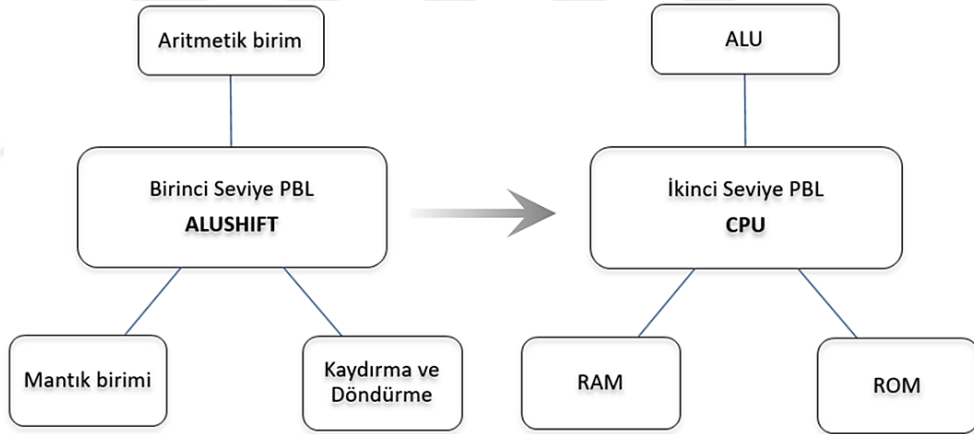 Aritmetik birim
Birinci Seviye PBL
ALUSHIFT
Mantık birimi
Kaydırma ve
Döndürme
ALU
İkinci Seviye PBL
CPU
RAM
ROM